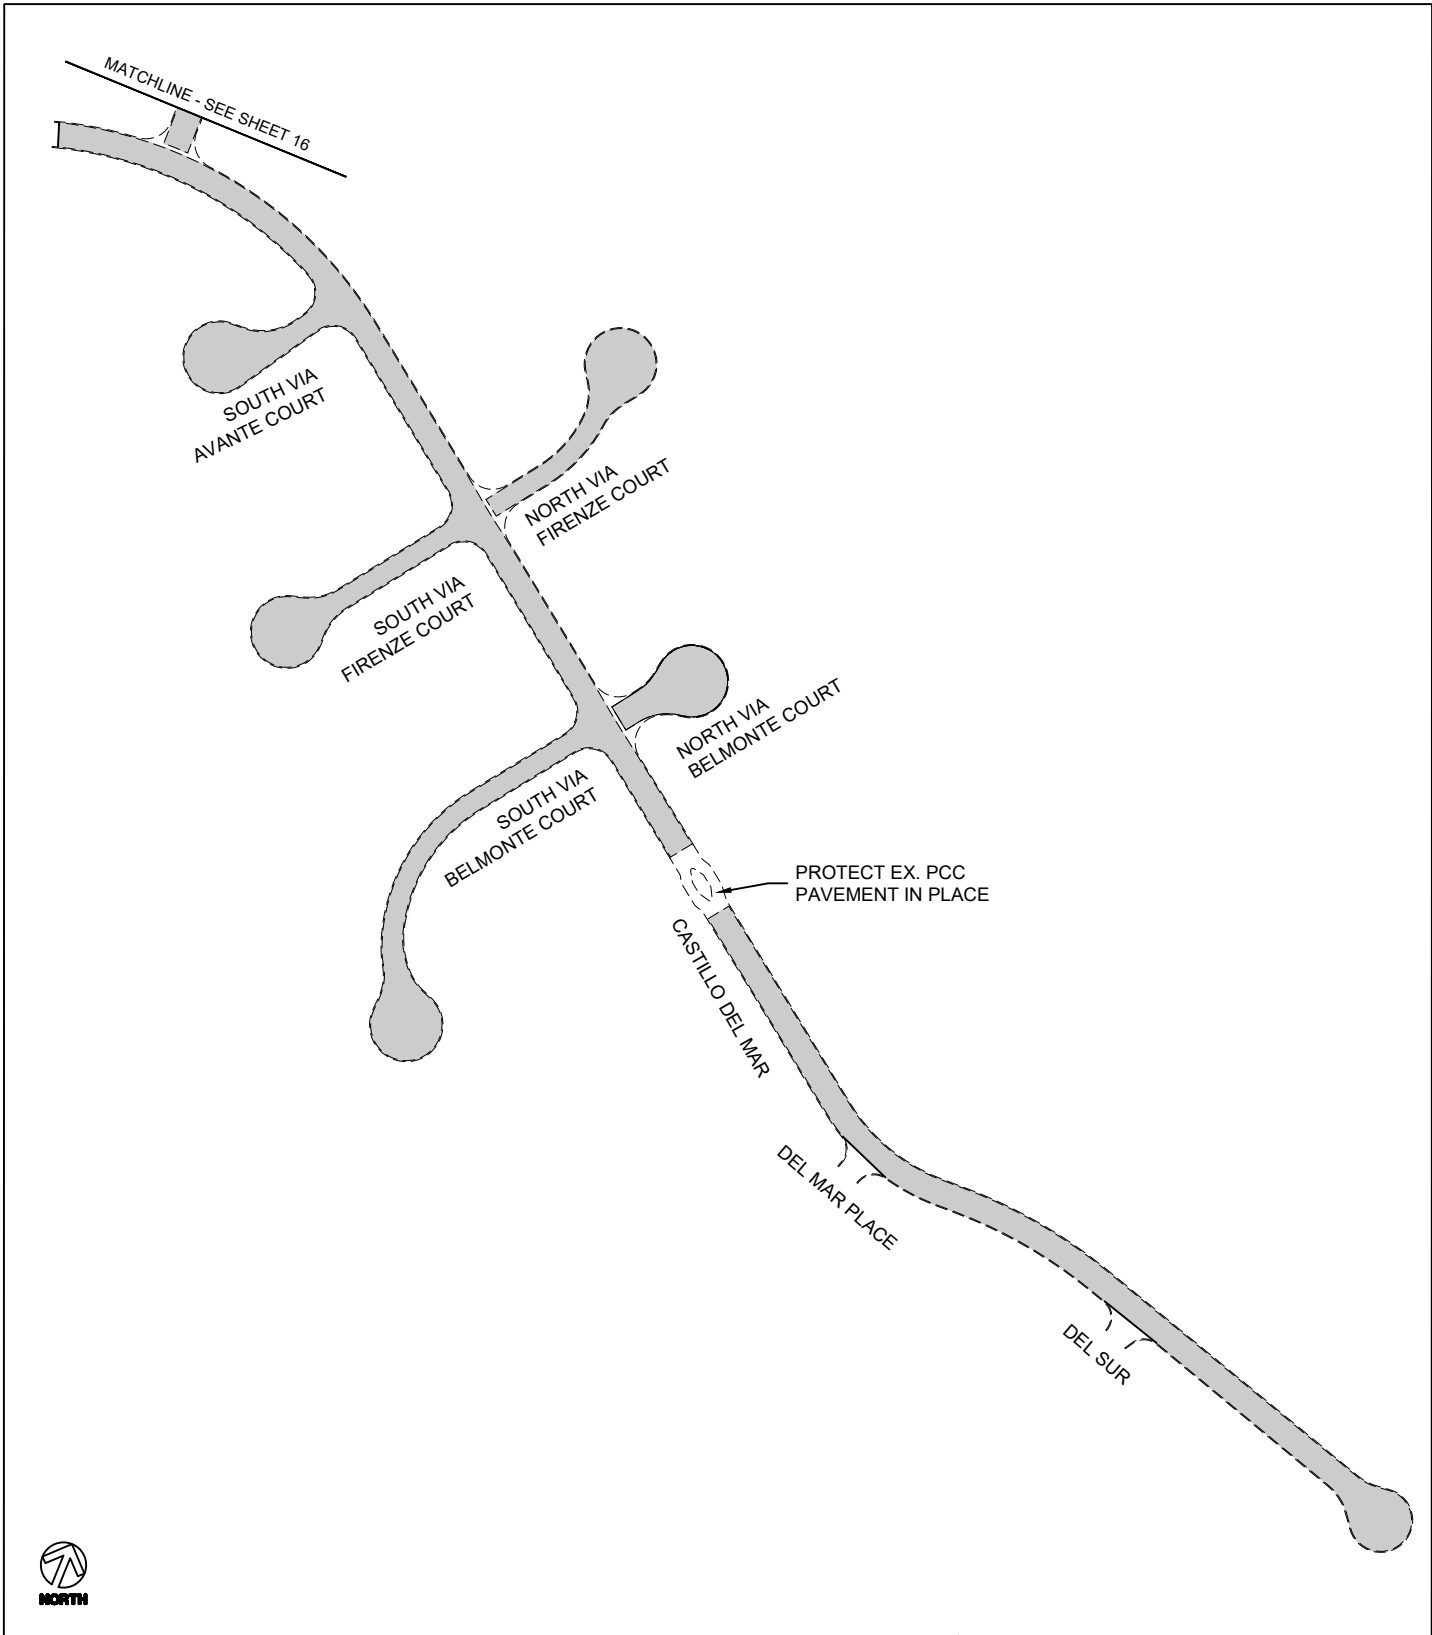 MATCHLINE - SEE SHEET 16
SOUTH VIA
AVANTE COURT
NORTH VIA
FIRENZE COURT
SOUTH VIA
FIRENZE COURT
NORTH VIA
BELMONTE COURT
SOUTH VIA
BELMONTE COURT
PROTECT EX. PCC
PAVEMENT IN PLACE
CASTILLO DEL MAR
DEL MAR PLACE
DEL SUR
NORTH